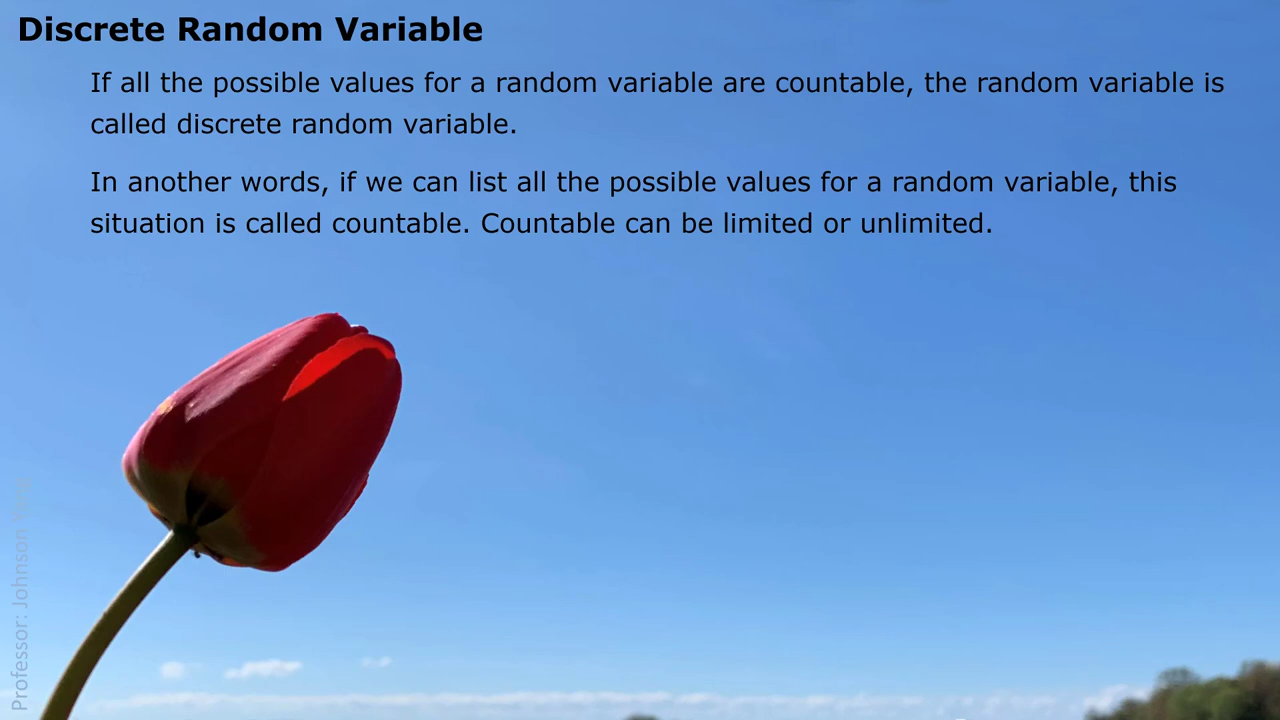 Discrete Random Variable
If all the possible values for a random variable are countable, the random variable is
called discrete random variable.
In another words, if we can list all the possible values for a random variable, this
situation is called countable. Countable can be limited or unlimited.
Professor: Johnson